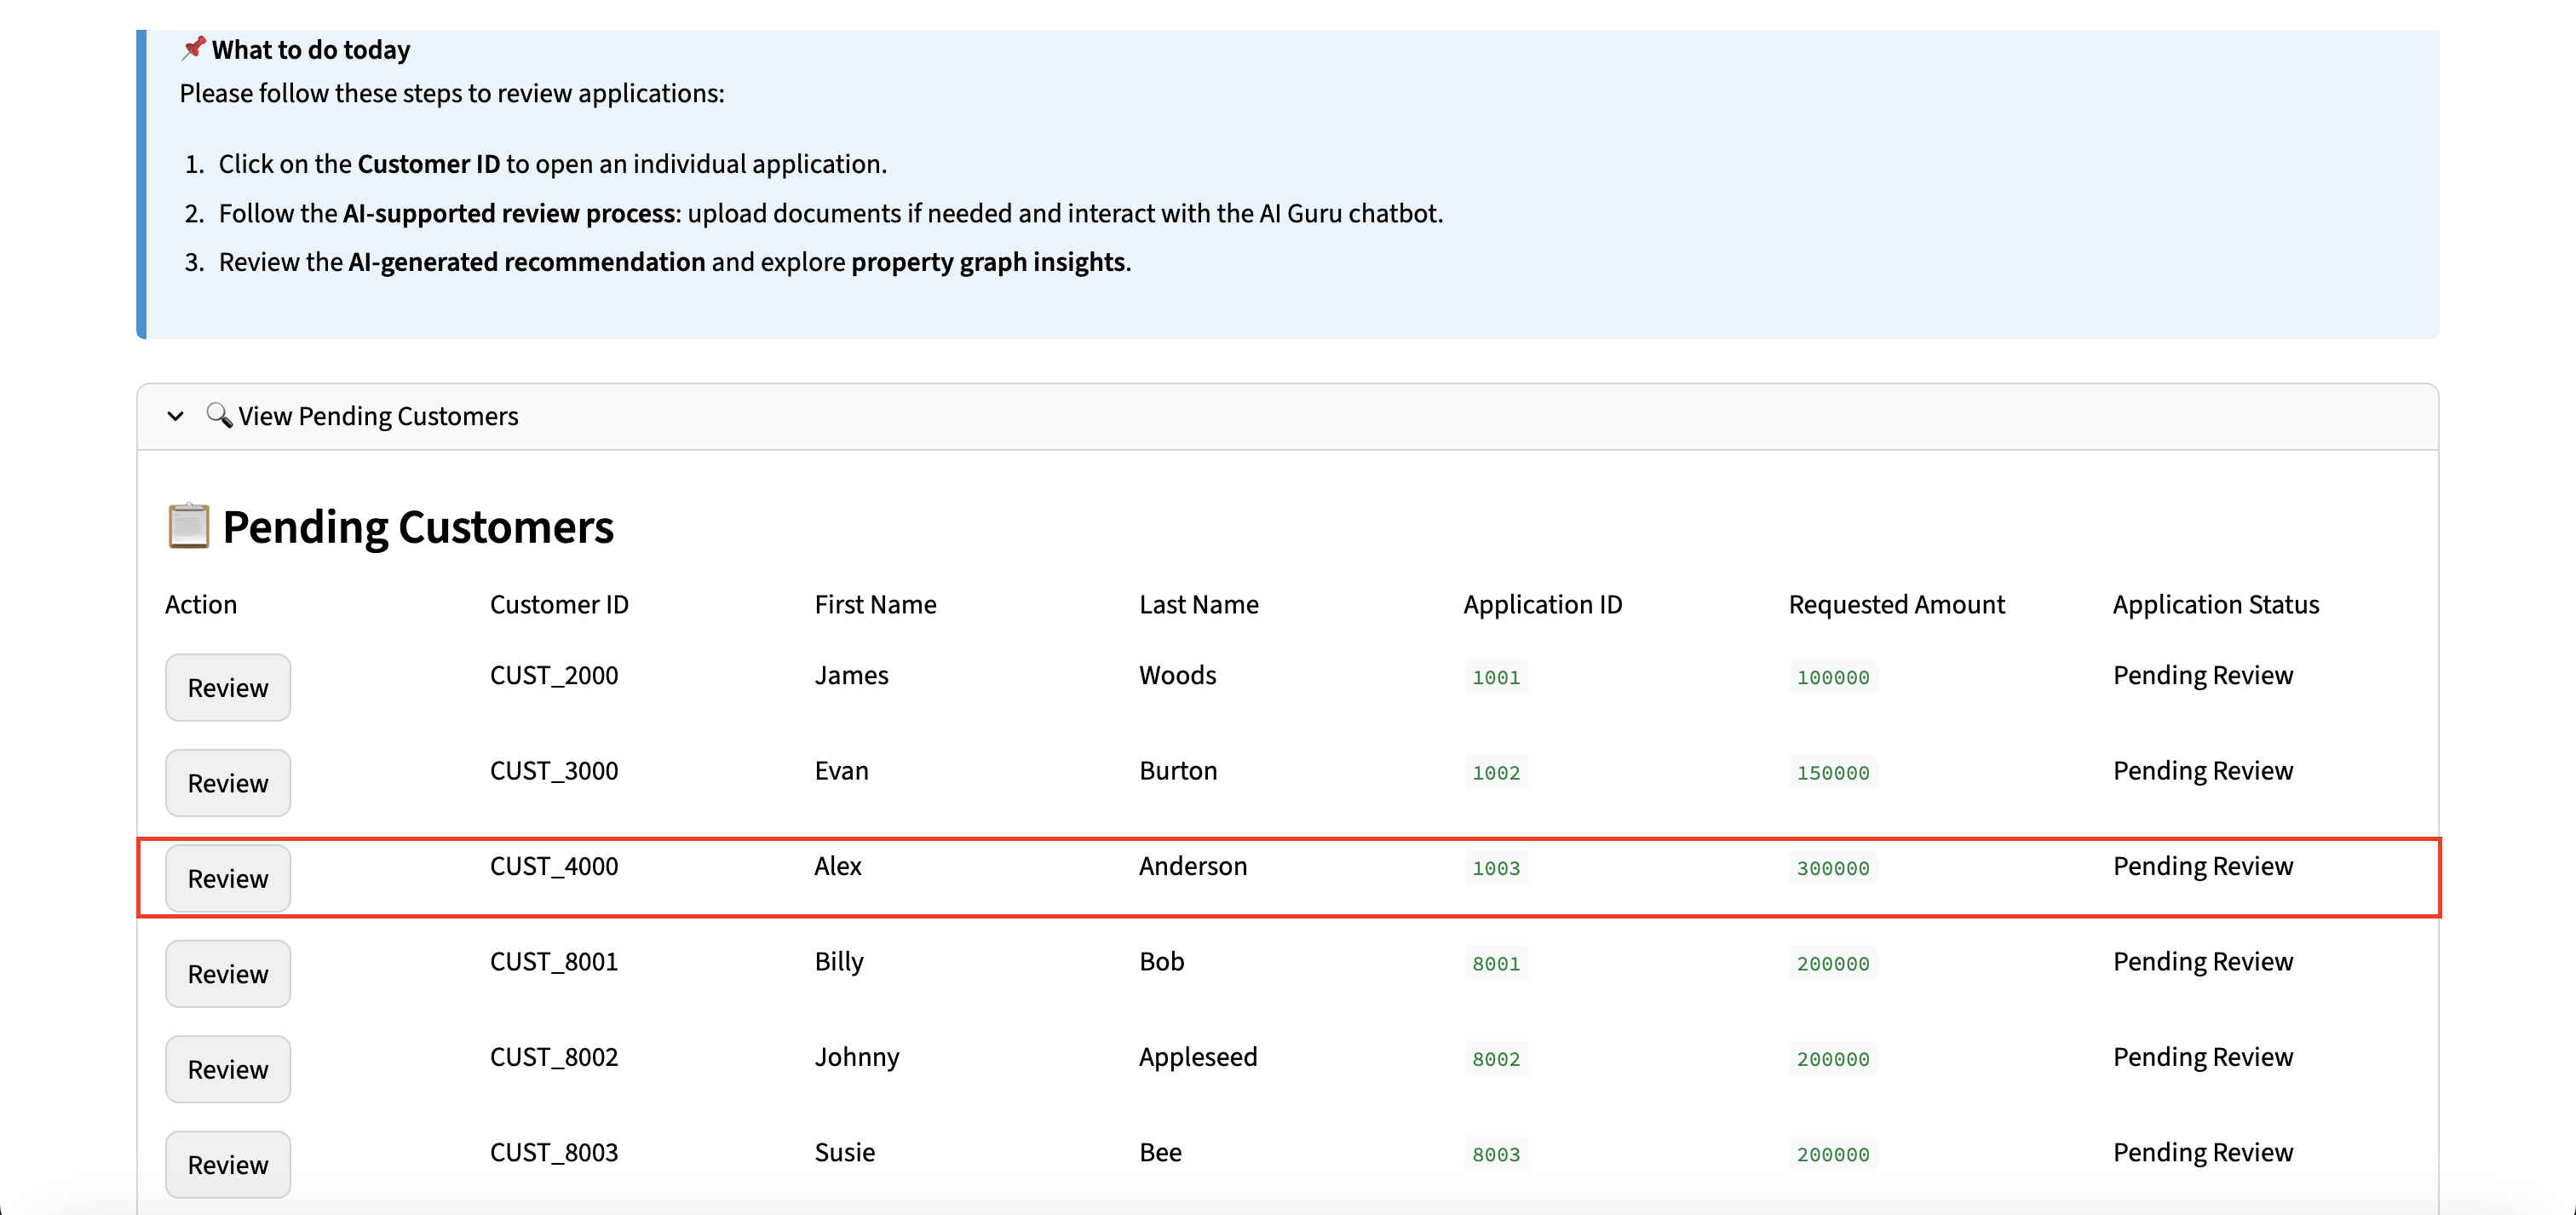 📌 What to do today
Please follow these steps to review applications:
1. Click on the Customer ID to open an individual application.
2. Follow the AI-supported review process: upload documents if needed and interact with the AI Guru chatbot.
3. Review the AI-generated recommendation and explore property graph insights.
🔍 View Pending Customers
📋 Pending Customers
Action Customer ID First Name Last Name Application ID Requested Amount Application Status
Review CUST_2000 James Woods 1001 100000 Pending Review
Review CUST_3000 Evan Burton 1002 150000 Pending Review
Review CUST_4000 Alex Anderson 1003 300000 Pending Review
Review CUST_8001 Billy Bob 8001 200000 Pending Review
Review CUST_8002 Johnny Appleseed 8002 200000 Pending Review
Review CUST_8003 Susie Bee 8003 200000 Pending Review